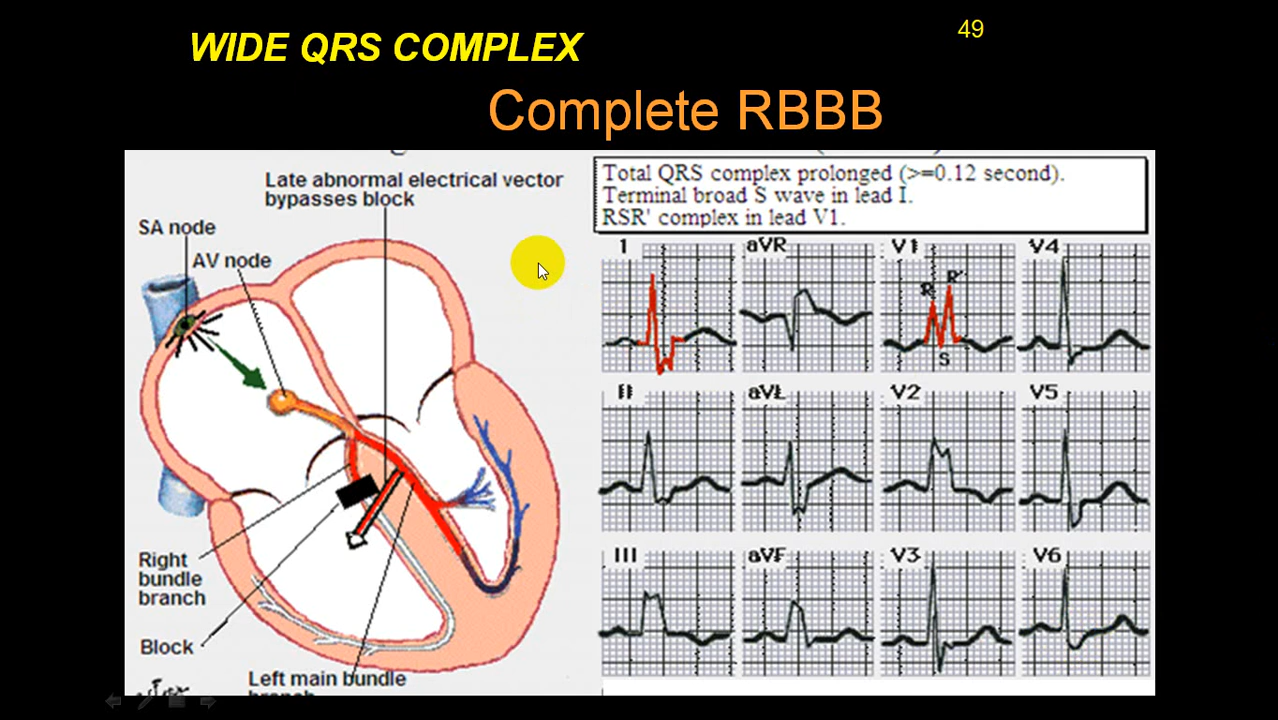 49
WIDE QRS COMPLEX
Complete RBBB
Late abnormal electrical vector
bypasses block
SA node
AV node
Right
bundle
branch
Block
Left main bundle
branch
Total QRS complex prolonged (>=0.12 second).
Terminal broad S wave in lead I.
RSR' complex in lead V1.
I
aVR
V1
V4
R
R'
S
II
aVL
V2
V5
III
aVF
V3
V6